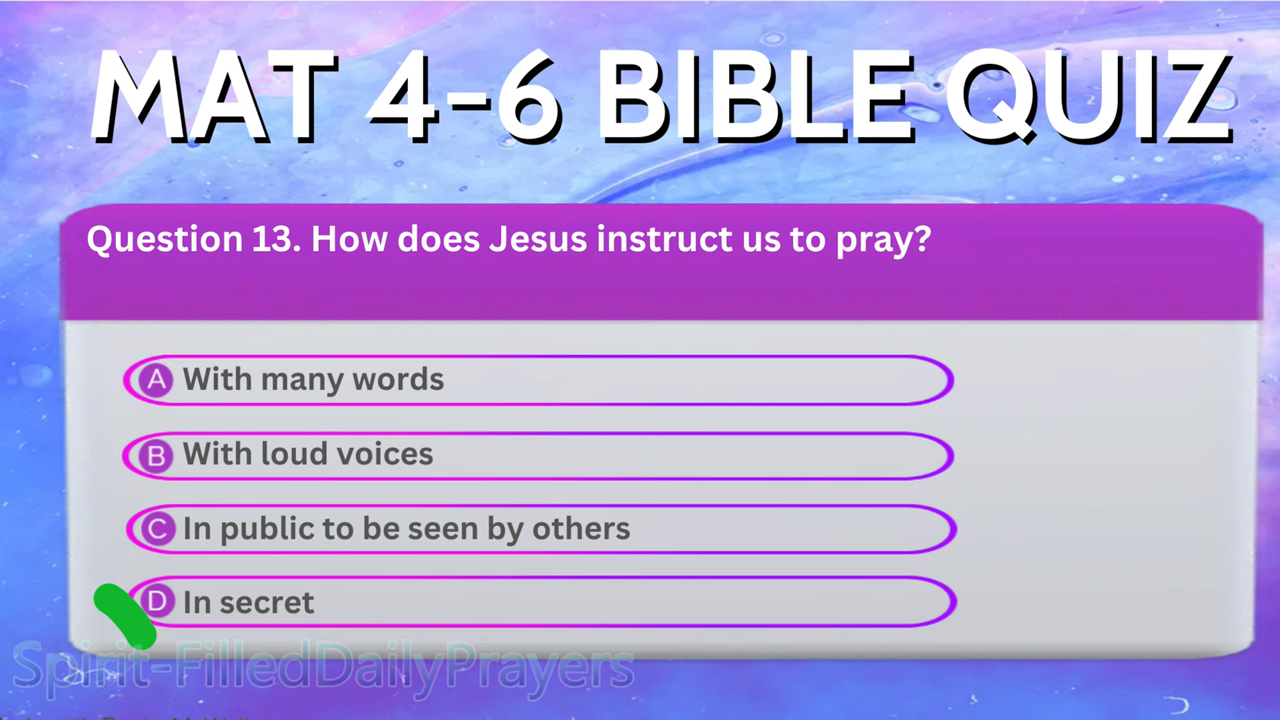 MAT 4-6 BIBLE QUIZ
Question 13. How does Jesus instruct us to pray?
A With many words
B With loud voices
C In public to be seen by others
D In secret
Spirit-FilledDailyPrayers